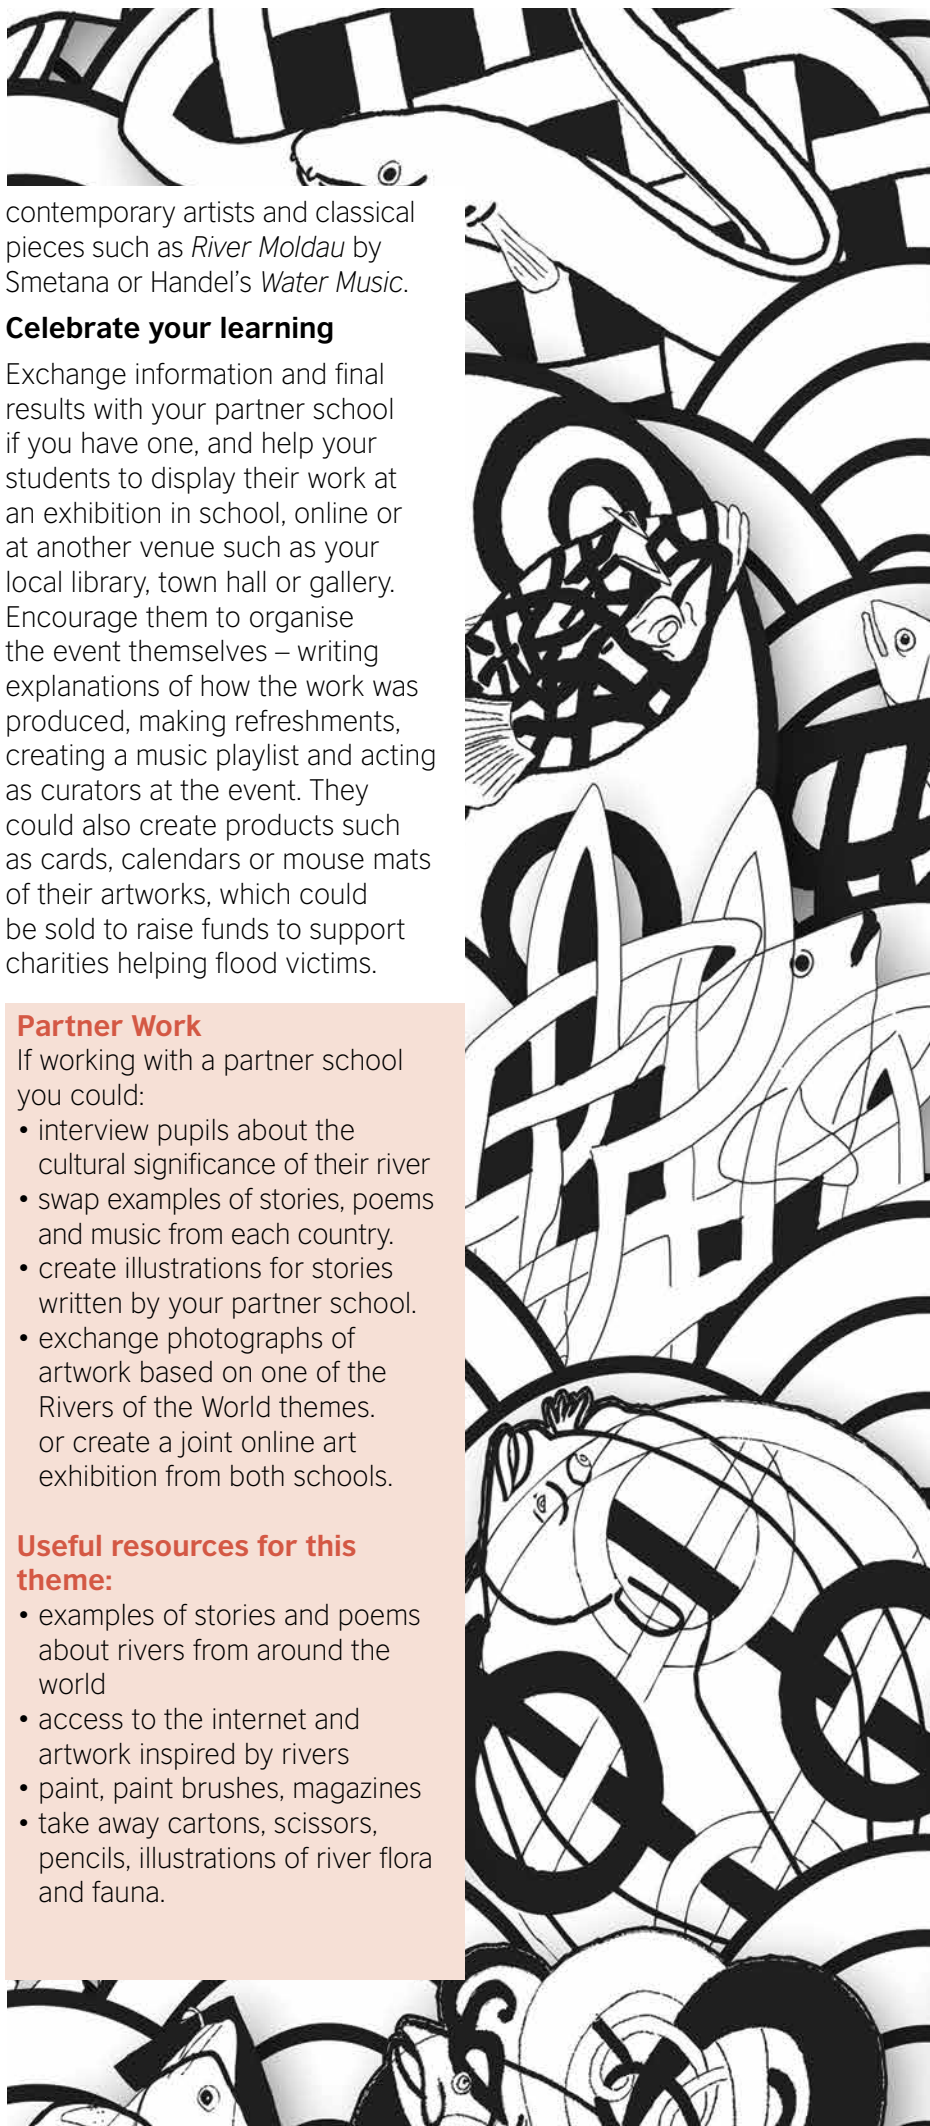 contemporary artists and classical
pieces such as River Moldau by
Smetana or Handel’s Water Music.
Celebrate your learning
Exchange information and final
results with your partner school
if you have one, and help your
students to display their work at
an exhibition in school, online or
at another venue such as your
local library, town hall or gallery.
Encourage them to organise
the event themselves – writing
explanations of how the work was
produced, making refreshments,
creating a music playlist and acting
as curators at the event. They
could also create products such
as cards, calendars or mouse mats
of their artworks, which could
be sold to raise funds to support
charities helping flood victims.
Partner Work
If working with a partner school
you could:
• interview pupils about the
cultural significance of their river
• swap examples of stories, poems
and music from each country.
• create illustrations for stories
written by your partner school.
• exchange photographs of
artwork based on one of the
Rivers of the World themes.
or create a joint online art
exhibition from both schools.
Useful resources for this
theme:
• examples of stories and poems
about rivers from around the
world
• access to the internet and
artwork inspired by rivers
• paint, paint brushes, magazines
• take away cartons, scissors,
pencils, illustrations of river flora
and fauna.